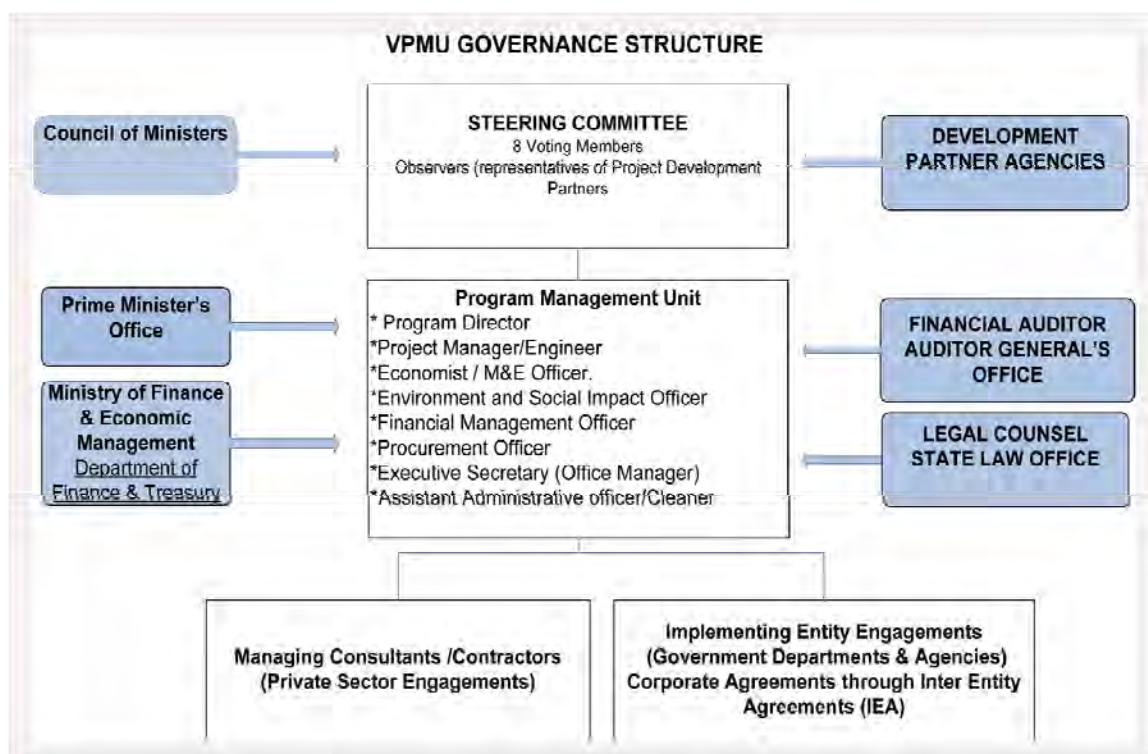 VPMU GOVERNANCE STRUCTURE
Council of Ministers
STEERING COMMITTEE
8 Voting Members
Observers (representatives of Project Development
Partners
DEVELOPMENT
PARTNER AGENCIES
Prime Minister's
Office
Ministry of Finance
& Economic
Management
Department of
Finance & Treasury
Program Management Unit
* Program Director
*Project Manager/Engineer
*Economist / M&E Officer.
*Environment and Social Impact Officer
*Financial Management Officer
*Procurement Officer
*Executive Secretary (Office Manager)
*Assistant Administrative officer/Cleaner
FINANCIAL AUDITOR
AUDITOR GENERAL'S
OFFICE
LEGAL COUNSEL
STATE LAW OFFICE
Managing Consultants /Contractors
(Private Sector Engagements)
Implementing Entity Engagements
(Government Departments & Agencies)
Corporate Agreements through Inter Entity
Agreements (IEA)